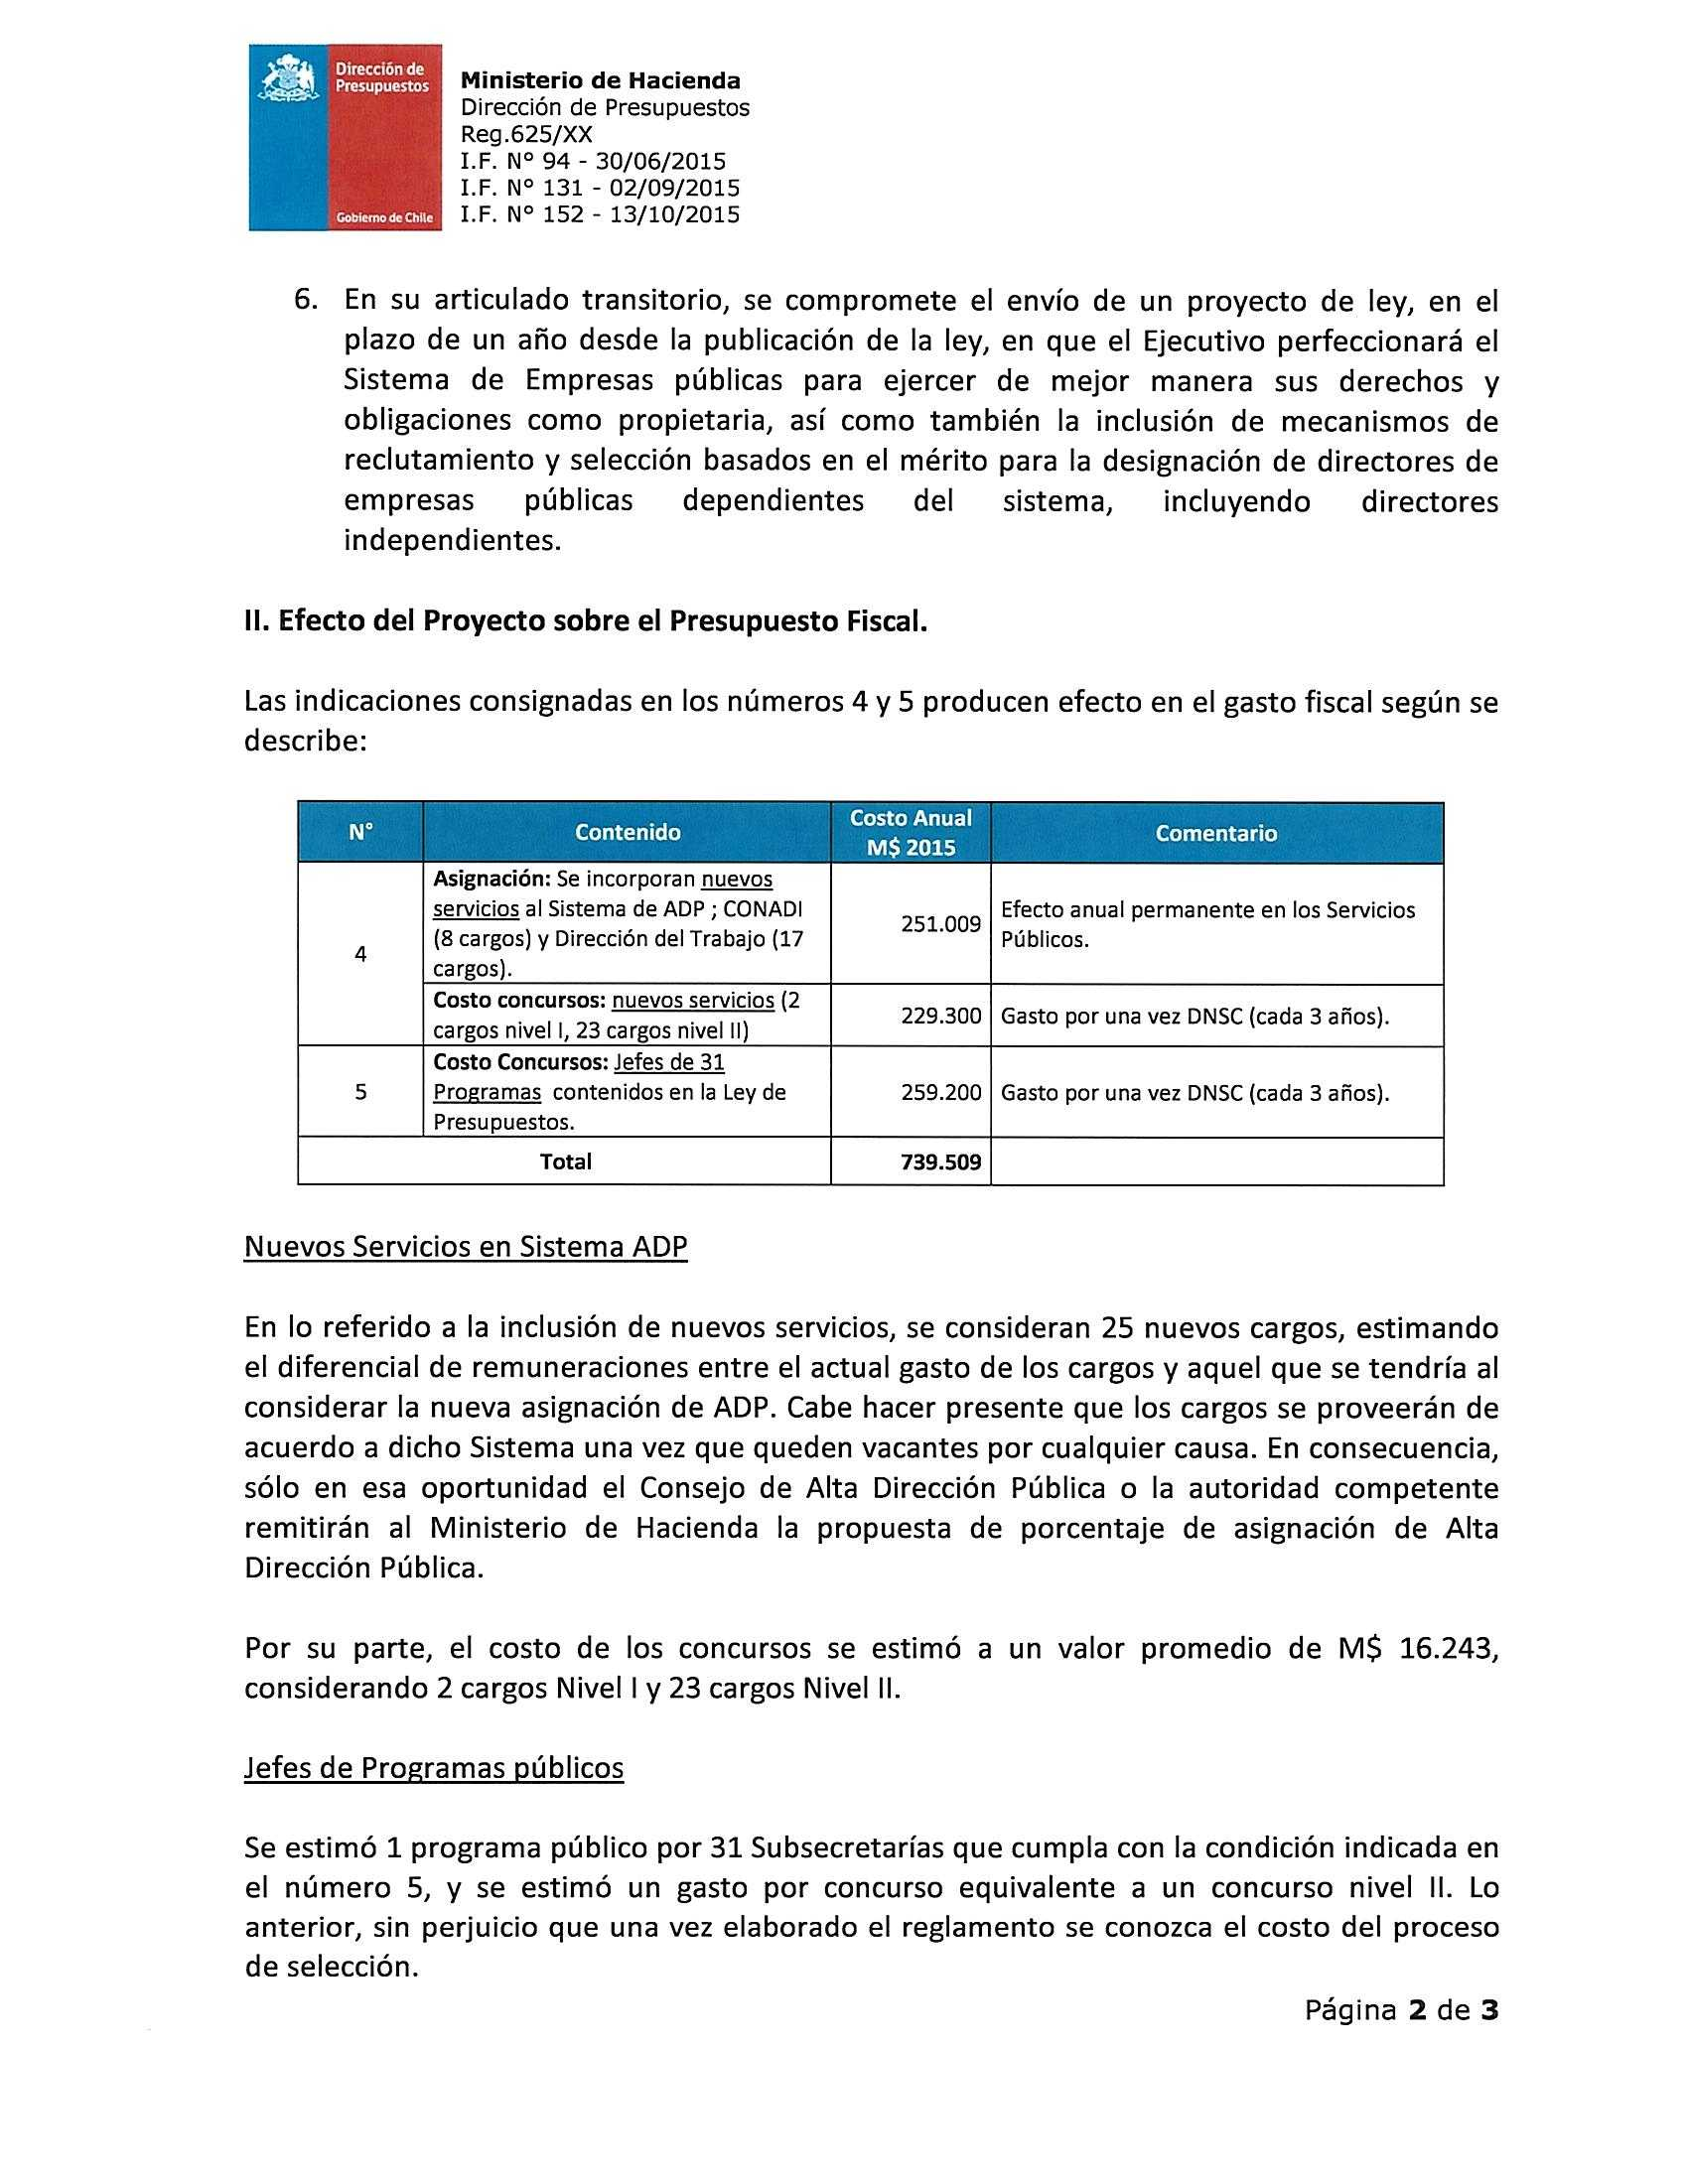 Dirección de
Presupuestos
Gobierno de Chile
Ministerio de Hacienda
Dirección de Presupuestos
Reg.625/XX
I.F. N° 94 - 30/06/2015
I.F. N° 131 - 02/09/2015
I.F. N° 152 - 13/10/2015
6. En su articulado transitorio, se compromete el envío de un proyecto de ley, en el
plazo de un año desde la publicación de la ley, en que el Ejecutivo perfeccionará el
Sistema de Empresas públicas para ejercer de mejor manera sus derechos y
obligaciones como propietaria, así como también la inclusión de mecanismos de
reclutamiento y selección basados en el mérito para la designación de directores de
empresas públicas dependientes del sistema, incluyendo directores
independientes.
II. Efecto del Proyecto sobre el Presupuesto Fiscal.
Las indicaciones consignadas en los números 4 y 5 producen efecto en el gasto fiscal según se
describe:
N° Contenido Costo Anual M$ 2015 Comentario
4
Asignación: Se incorporan nuevos
servicios al Sistema de ADP ; CONADI
(8 cargos) y Dirección del Trabajo (17
cargos).
251.009
Efecto anual permanente en los Servicios
Públicos.
Costo concursos: nuevos servicios (2
cargos nivel I, 23 cargos nivel II)
229.300
Gasto por una vez DNSC (cada 3 años).
5
Costo Concursos: Jefes de 31
Programas contenidos en la Ley de
Presupuestos.
259.200
Gasto por una vez DNSC (cada 3 años).
Total 739.509
Nuevos Servicios en Sistema ADP
En lo referido a la inclusión de nuevos servicios, se consideran 25 nuevos cargos, estimando
el diferencial de remuneraciones entre el actual gasto de los cargos y aquel que se tendría al
considerar la nueva asignación de ADP. Cabe hacer presente que los cargos se proveerán de
acuerdo a dicho Sistema una vez que queden vacantes por cualquier causa. En consecuencia,
sólo en esa oportunidad el Consejo de Alta Dirección Pública o la autoridad competente
remitirán al Ministerio de Hacienda la propuesta de porcentaje de asignación de Alta
Dirección Pública.
Por su parte, el costo de los concursos se estimó a un valor promedio de M$ 16.243,
considerando 2 cargos Nivel I y 23 cargos Nivel II.
Jefes de Programas públicos
Se estimó 1 programa público por 31 Subsecretarías que cumpla con la condición indicada en
el número 5, y se estimó un gasto por concurso equivalente a un concurso nivel II. Lo
anterior, sin perjuicio que una vez elaborado el reglamento se conozca el costo del proceso
de selección.
Página 2 de 3